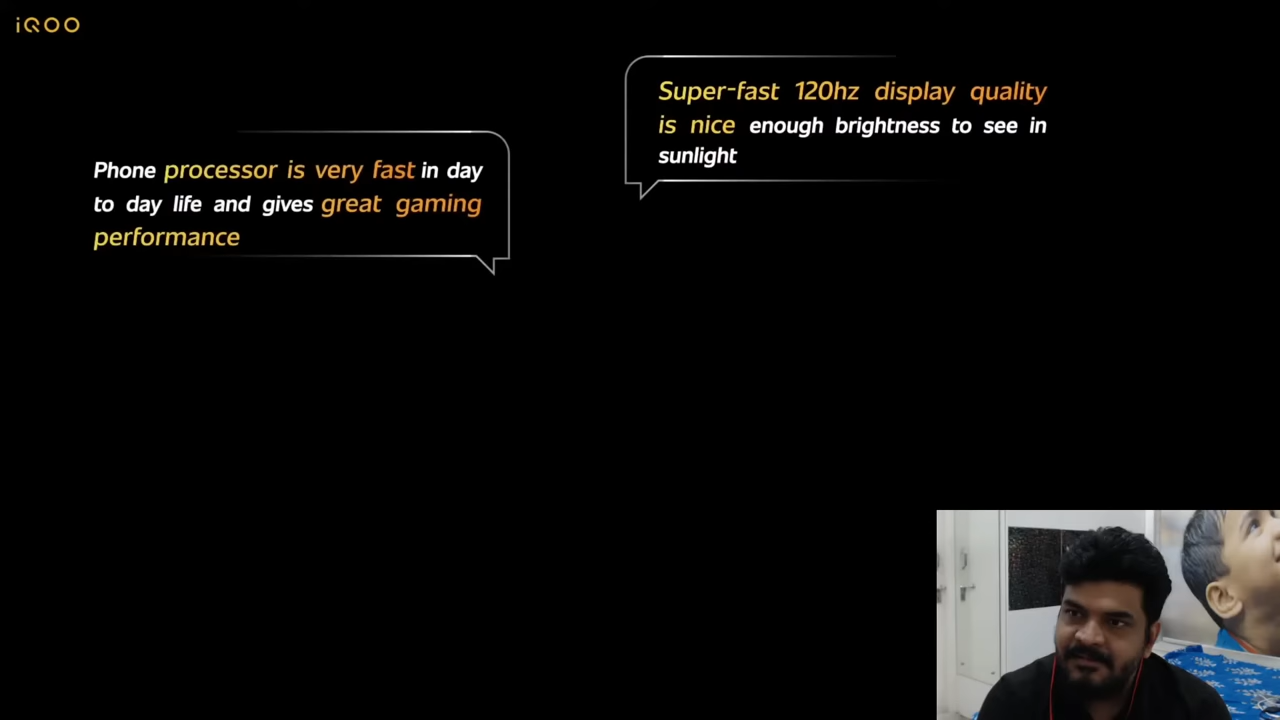 iQOO
Super-fast 120hz display quality
is nice enough brightness to see in
sunlight
Phone processor is very fast in day
to day life and gives great gaming
performance